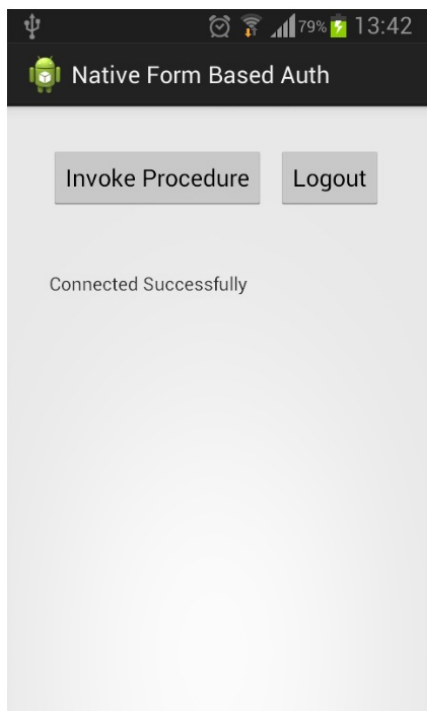 79% 13:42
Native Form Based Auth
Invoke Procedure Logout
Connected Successfully